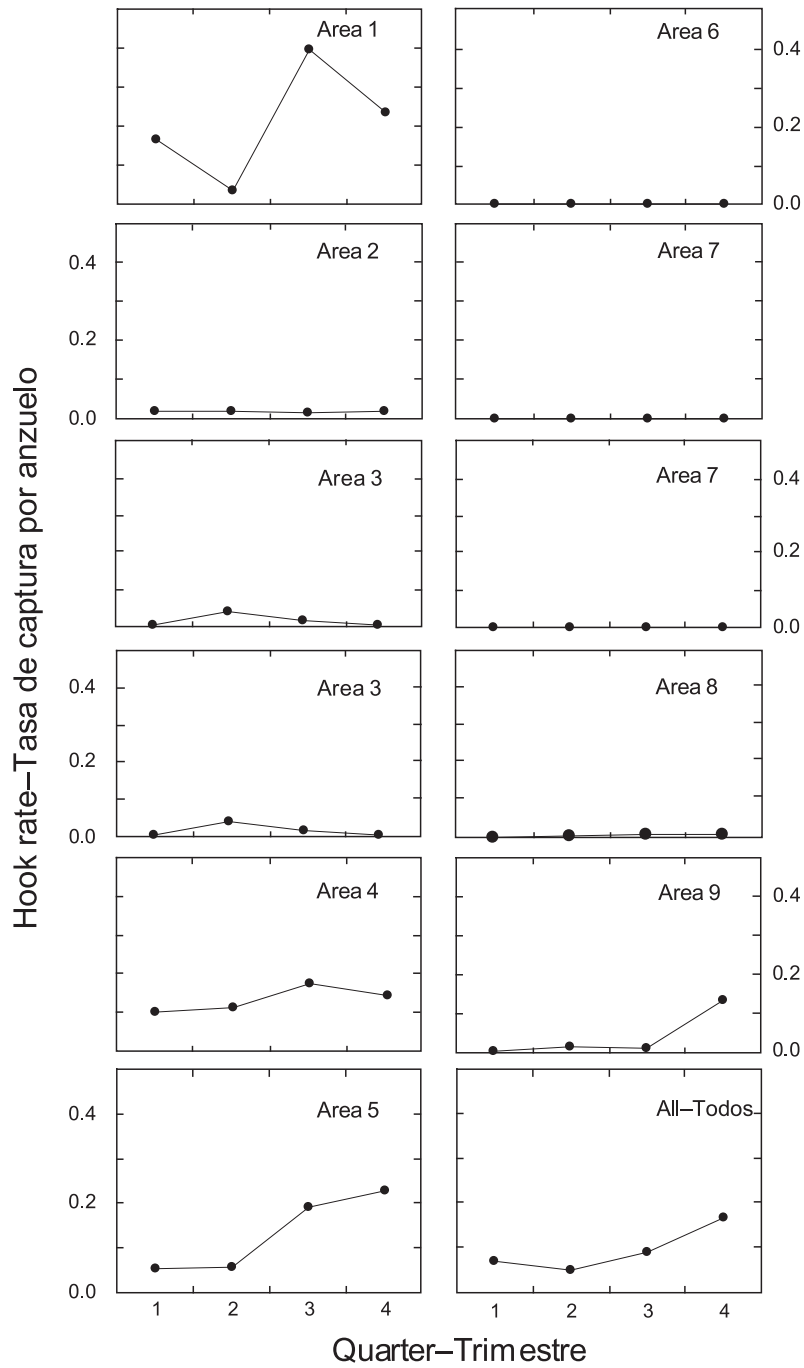 Hook rate–Tasa de captura por anzuelo
Area 1
Area 6
0.4
0.2
0.0
Area 2
0.4
0.2
0.0
Area 7
Area 3
Area 7
0.4
0.2
0.0
Area 3
0.4
0.2
0.0
Area 8
Area 4
Area 9
0.4
0.2
0.0
Area 5
0.4
0.2
0.0
All–Todos
1 2 3 4
1 2 3 4
Quarter–Trimestre